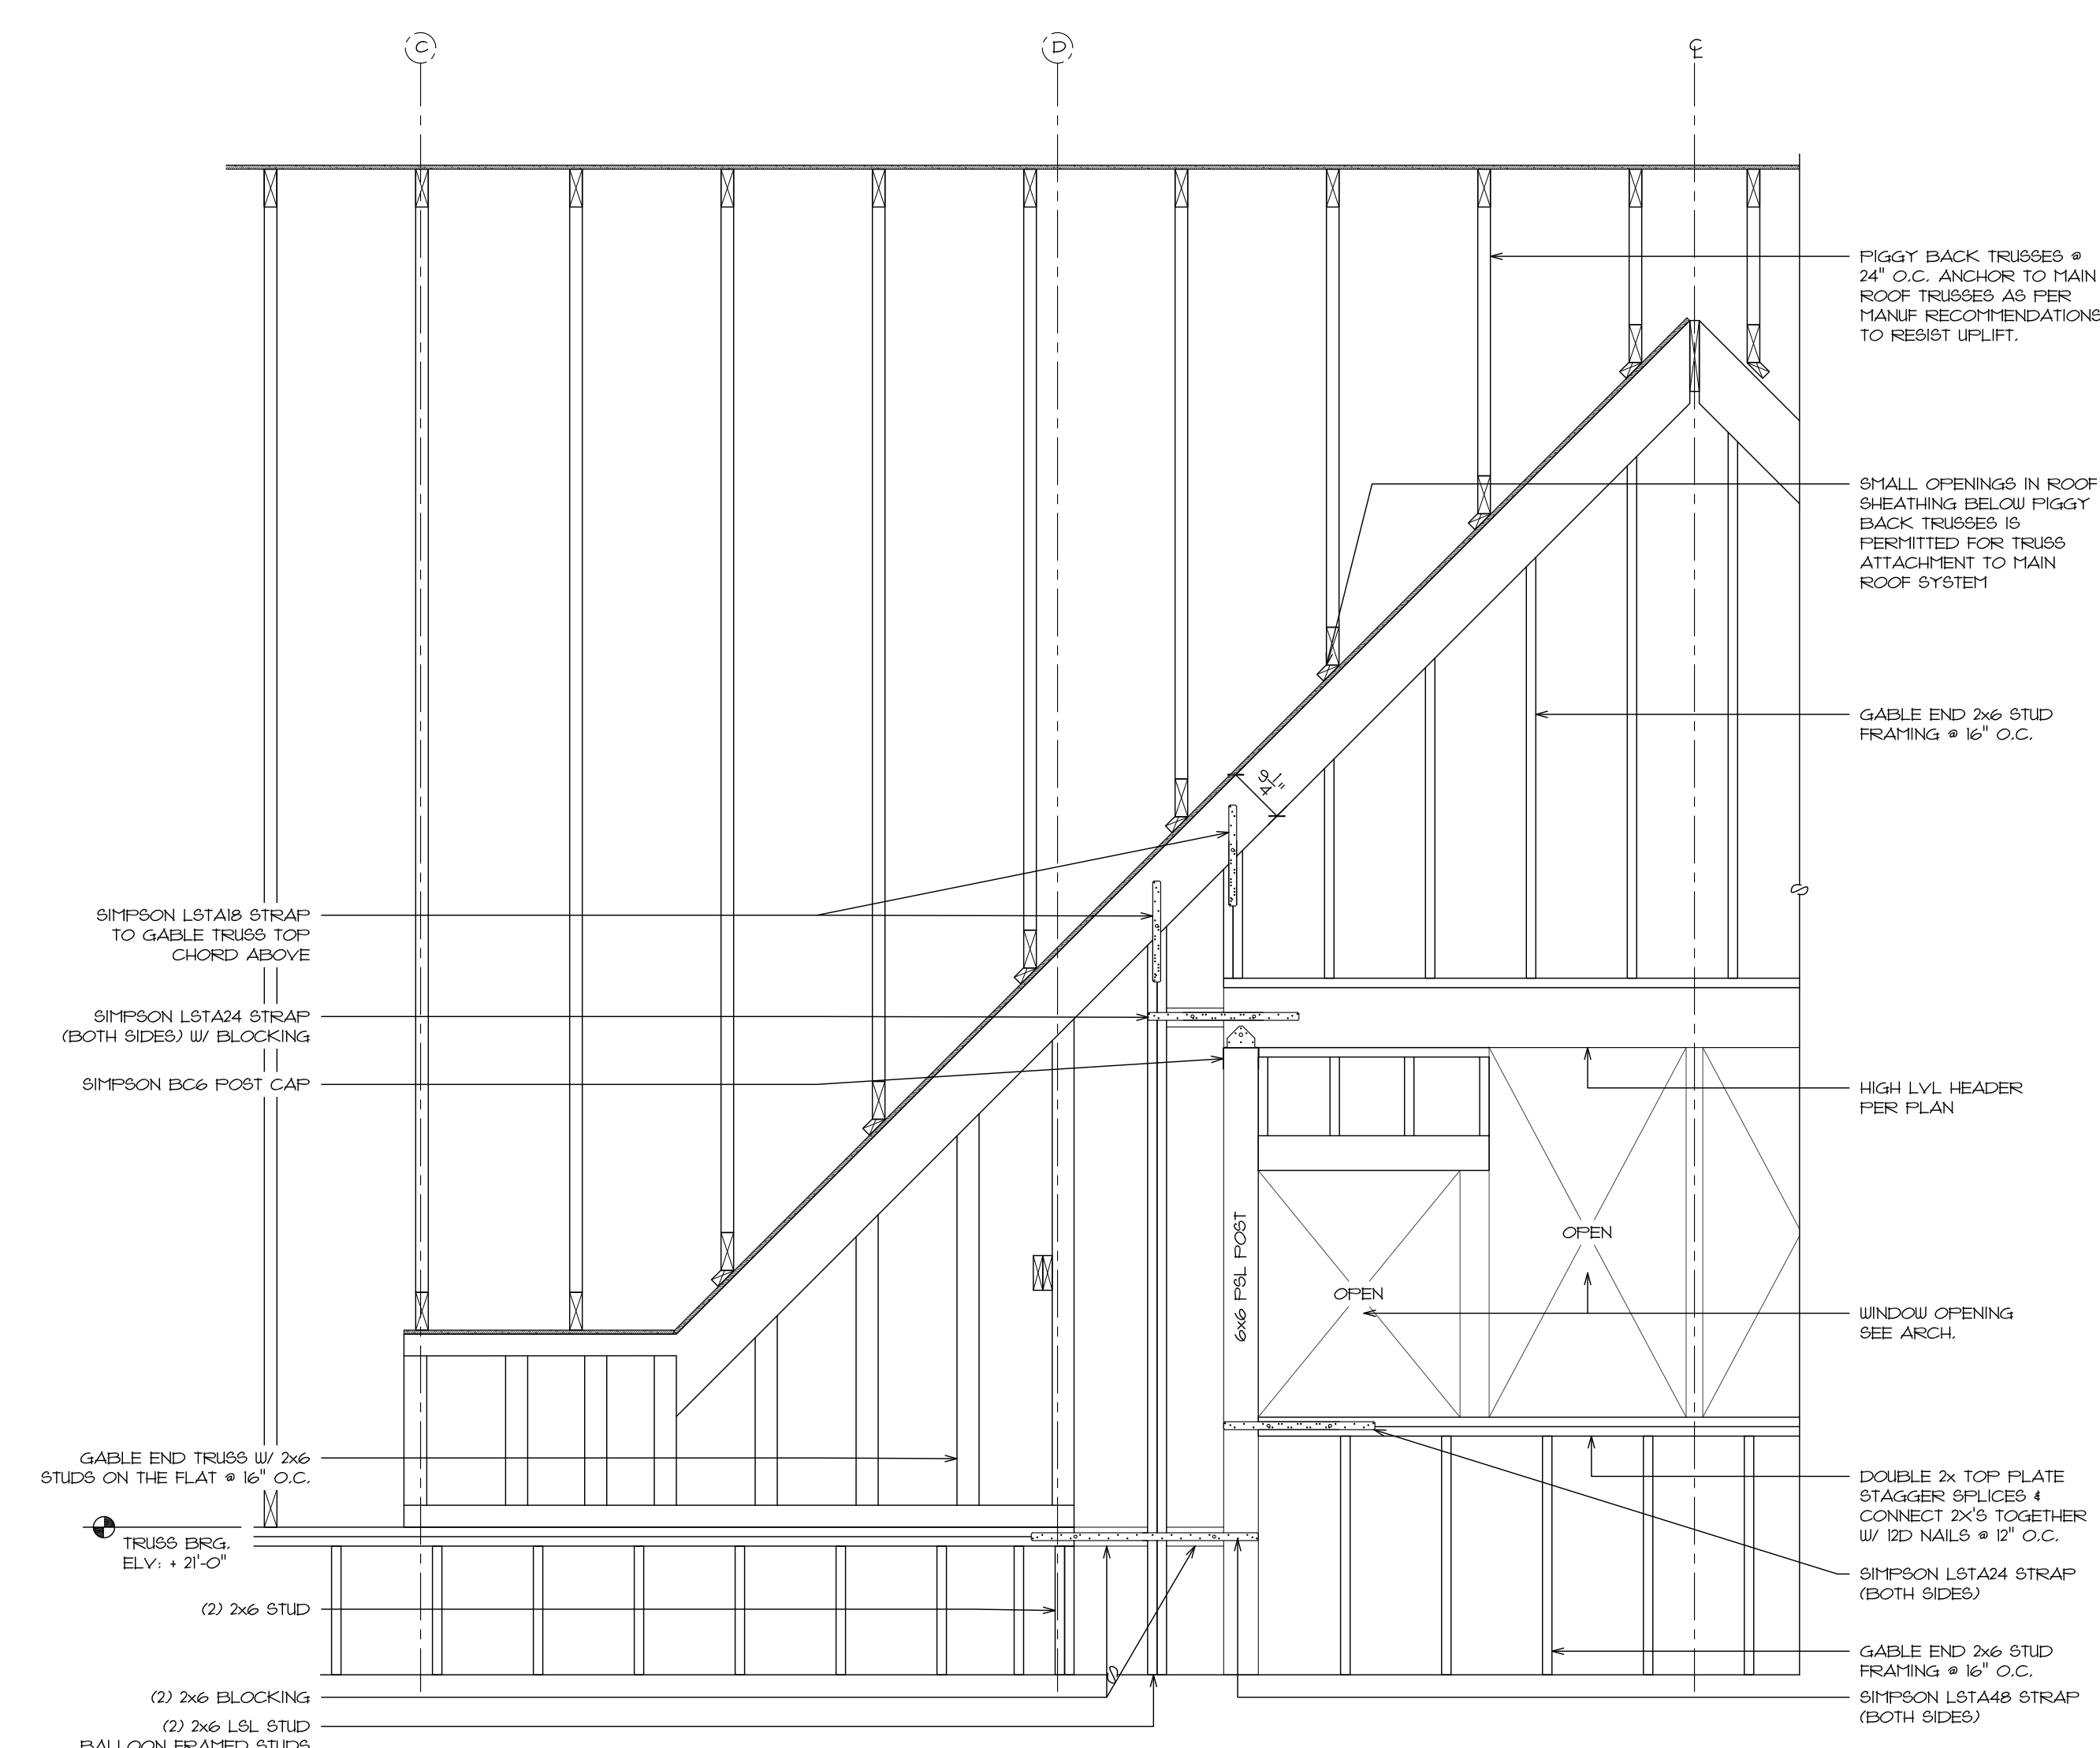 C
D
℄
PIGGY BACK TRUSSES @
24" O.C. ANCHOR TO MAIN
ROOF TRUSSES AS PER
MANUF RECOMMENDATIONS
TO RESIST UPLIFT.
SMALL OPENINGS IN ROOF
SHEATHING BELOW PIGGY
BACK TRUSSES IS
PERMITTED FOR TRUSS
ATTACHMENT TO MAIN
ROOF SYSTEM
GABLE END 2x6 STUD
FRAMING @ 16" O.C.
9 1/4"
SIMPSON LSTA18 STRAP
TO GABLE TRUSS TOP
CHORD ABOVE
SIMPSON LSTA24 STRAP
(BOTH SIDES) W/ BLOCKING
SIMPSON BC6 POST CAP
HIGH LVL HEADER
PER PLAN
6x6 PSL POST
OPEN
OPEN
WINDOW OPENING
SEE ARCH.
GABLE END TRUSS W/ 2x6
STUDS ON THE FLAT @ 16" O.C.
TRUSS BRG.
ELV: + 21'-0"
DOUBLE 2x TOP PLATE
STAGGER SPLICES &
CONNECT 2X'S TOGETHER
W/ 12D NAILS @ 12" O.C.
SIMPSON LSTA24 STRAP
(BOTH SIDES)
(2) 2x6 STUD
GABLE END 2x6 STUD
FRAMING @ 16" O.C.
(2) 2x6 BLOCKING
SIMPSON LSTA48 STRAP
(BOTH SIDES)
(2) 2x6 LSL STUD
BALLOON FRAMED STUDS